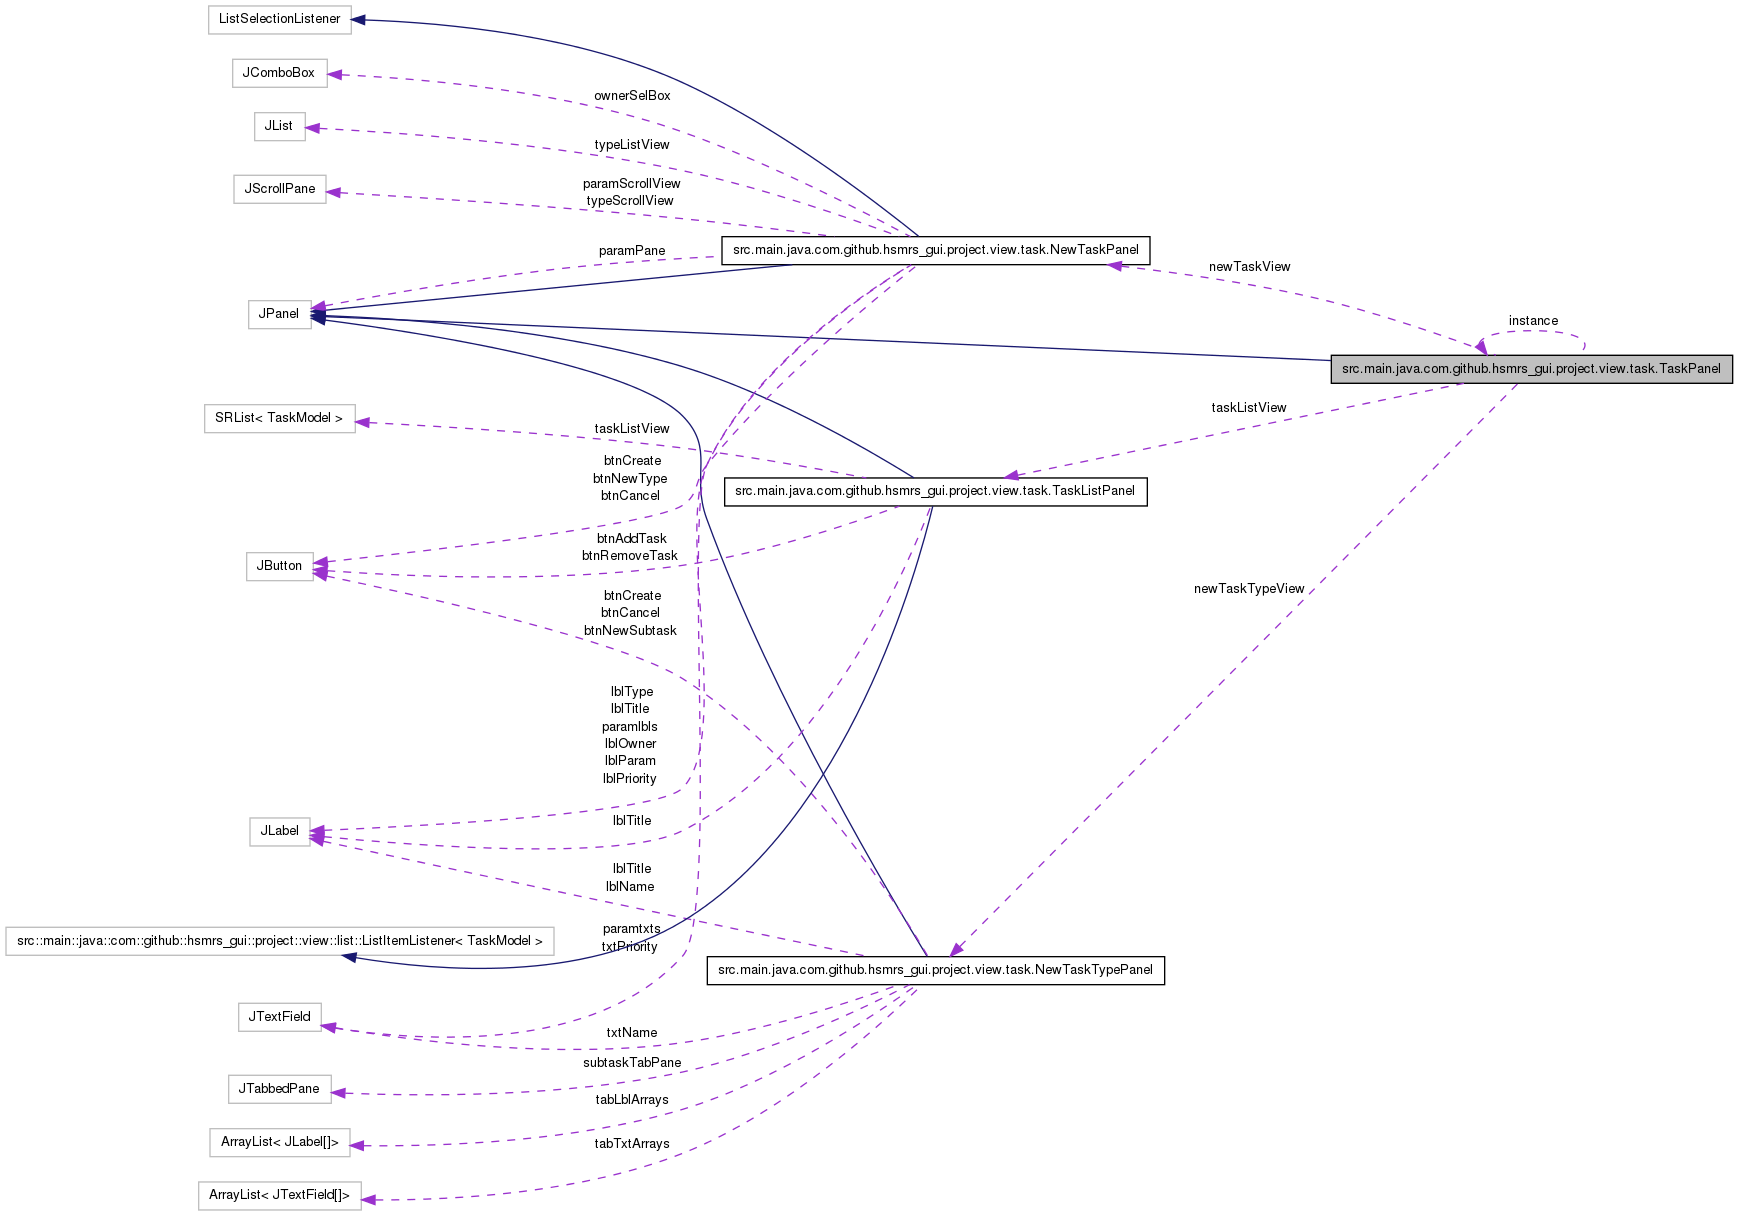 ListSelectionListener
JComboBox
ownerSelBox
JList
typeListView
JScrollPane
paramScrollView
typeScrollView
paramPane
src.main.java.com.github.hsmrs_gui.project.view.task.NewTaskPanel
newTaskView
JPanel
instance
src.main.java.com.github.hsmrs_gui.project.view.task.TaskPanel
SRList< TaskModel >
taskListView
taskListView
btnCreate
btnNewType
btnCancel
src.main.java.com.github.hsmrs_gui.project.view.task.TaskListPanel
btnAddTask
btnRemoveTask
JButton
btnCreate
btnCancel
btnNewSubtask
newTaskTypeView
lblType
lblTitle
paramlbls
lblOwner
lblParam
lblPriority
JLabel
lblTitle
lblTitle
lblName
src::main::java::com::github::hsmrs_gui::project::view::list::ListItemListener< TaskModel >
paramtxts
txtPriority
src.main.java.com.github.hsmrs_gui.project.view.task.NewTaskTypePanel
JTextField
txtName
subtaskTabPane
JTabbedPane
tabLblArrays
ArrayList< JLabel[]>
tabTxtArrays
ArrayList< JTextField[]>